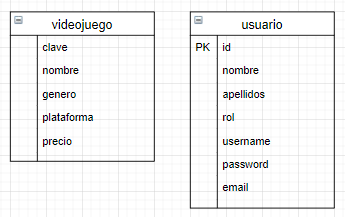 videojuego
clave
nombre
genero
plataforma
precio
usuario
PK id
nombre
apellidos
rol
username
password
email